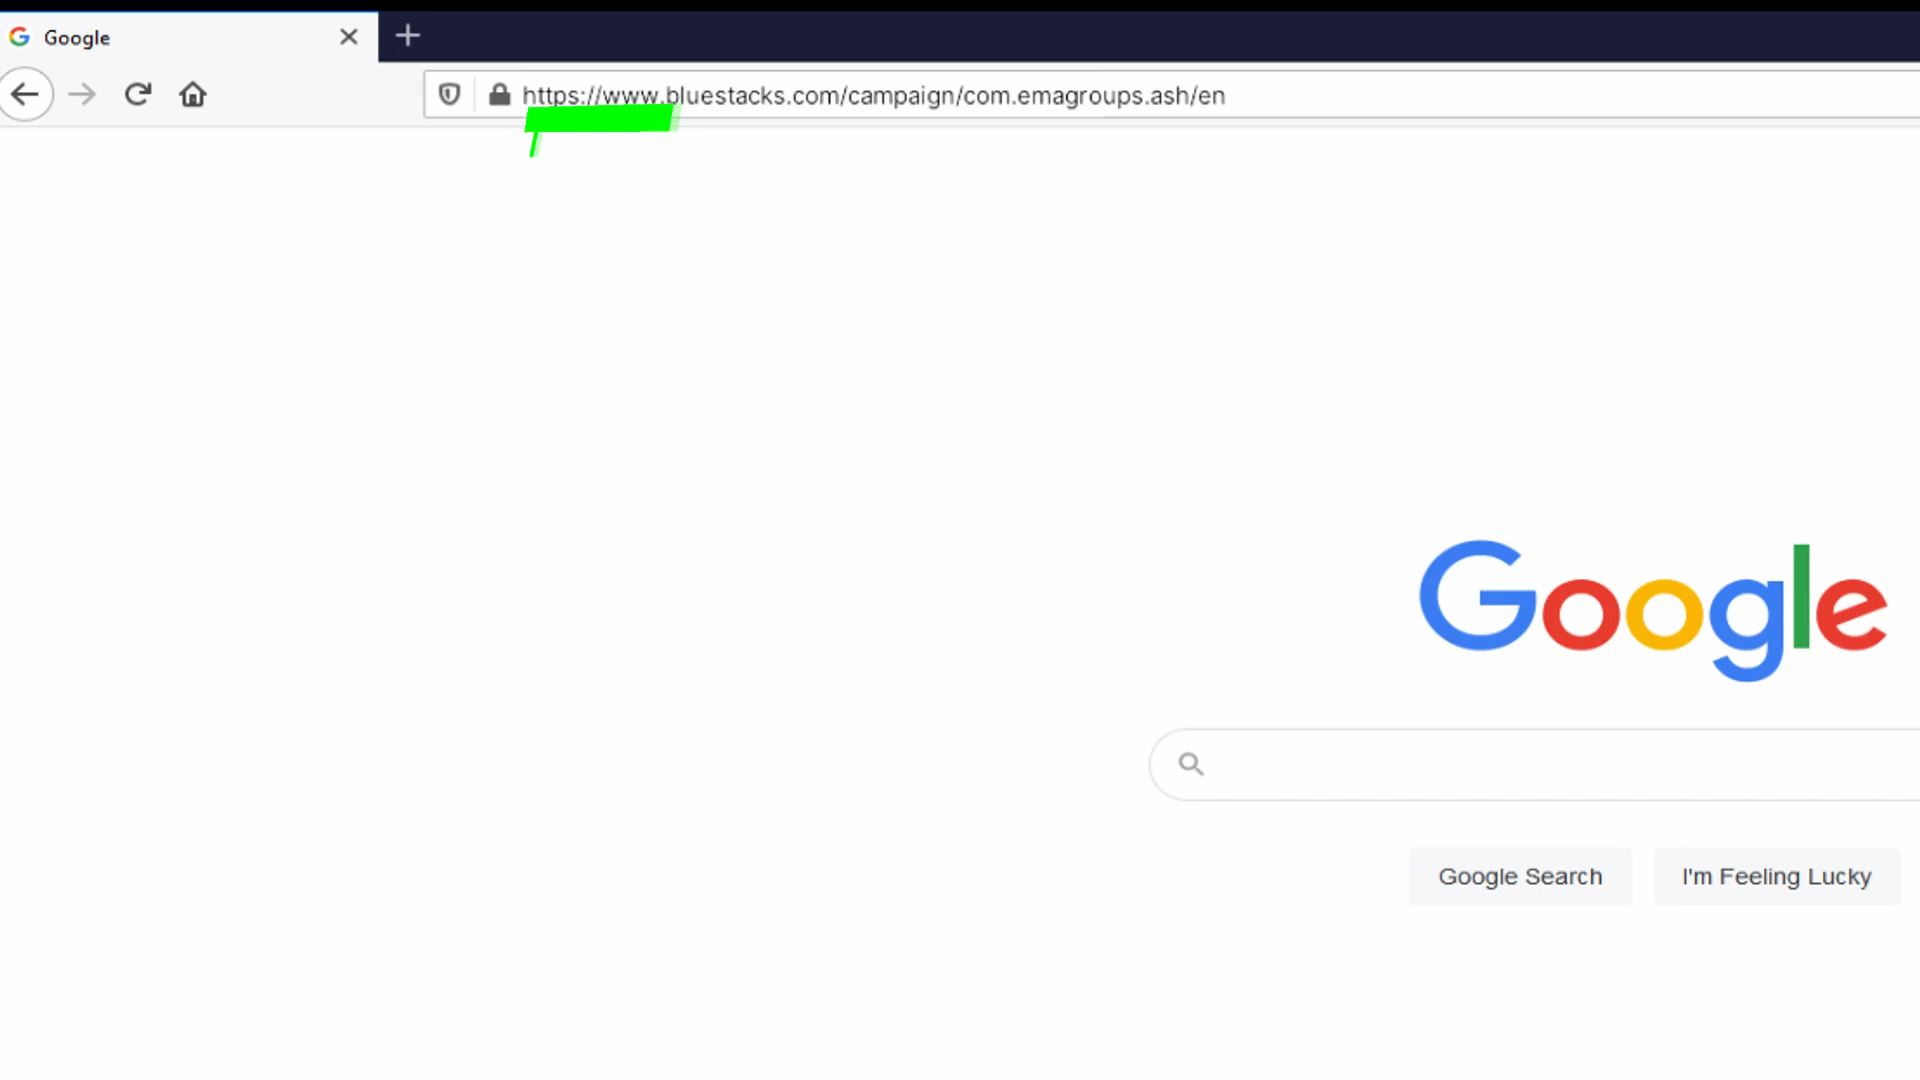 Google
https://www.bluestacks.com/campaign/com.emagroups.ash/en
Google
Google Search
I'm Feeling Lucky